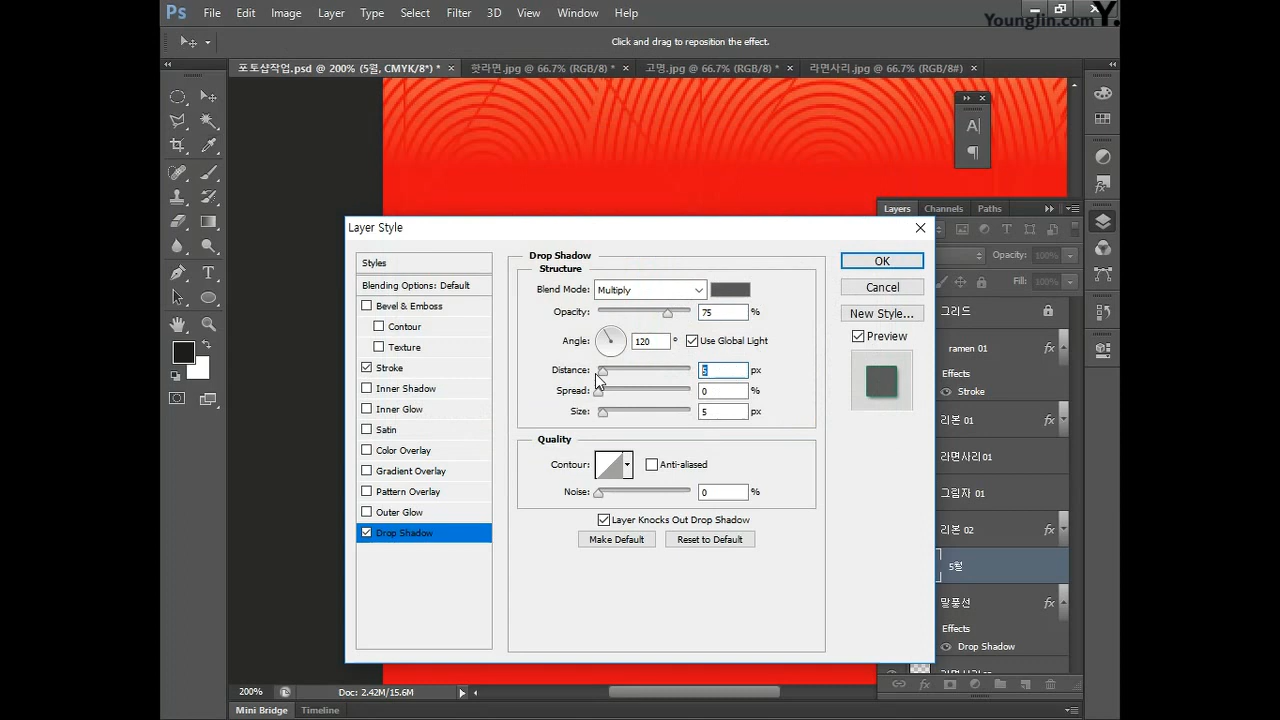 Ps File Edit Image Layer Type Select Filter 3D View Window Help
YoungJin.com Y.
Click and drag to reposition the effect.
포토샵작업.psd @ 200% (5월, CMYK/8*) * × 핫라면.jpg @ 66.7% (RGB/8) * × 고명.jpg @ 66.7% (RGB/8) * × 라면사리.jpg @ 66.7% (RGB/8#) ×
Layers Channels Paths
Opacity: 100%
Fill: 100%
그리드
ramen 01 fx
Effects
Stroke
리본 01 fx
라면사리01
그림자 01
리본 02 fx
5월
말풍선 fx
Effects
Drop Shadow
Layer Style
Styles
Blending Options: Default
Bevel & Emboss
Contour
Texture
Stroke
Inner Shadow
Inner Glow
Satin
Color Overlay
Gradient Overlay
Pattern Overlay
Outer Glow
Drop Shadow
Drop Shadow
Structure
Blend Mode: Multiply
Opacity: 75 %
Angle: 120 ° Use Global Light
Distance: 5 px
Spread: 0 %
Size: 5 px
Quality
Contour: Anti-aliased
Noise: 0 %
Layer Knocks Out Drop Shadow
Make Default Reset to Default
OK
Cancel
New Style...
Preview
200% Doc: 2.42M/15.6M
Mini Bridge Timeline